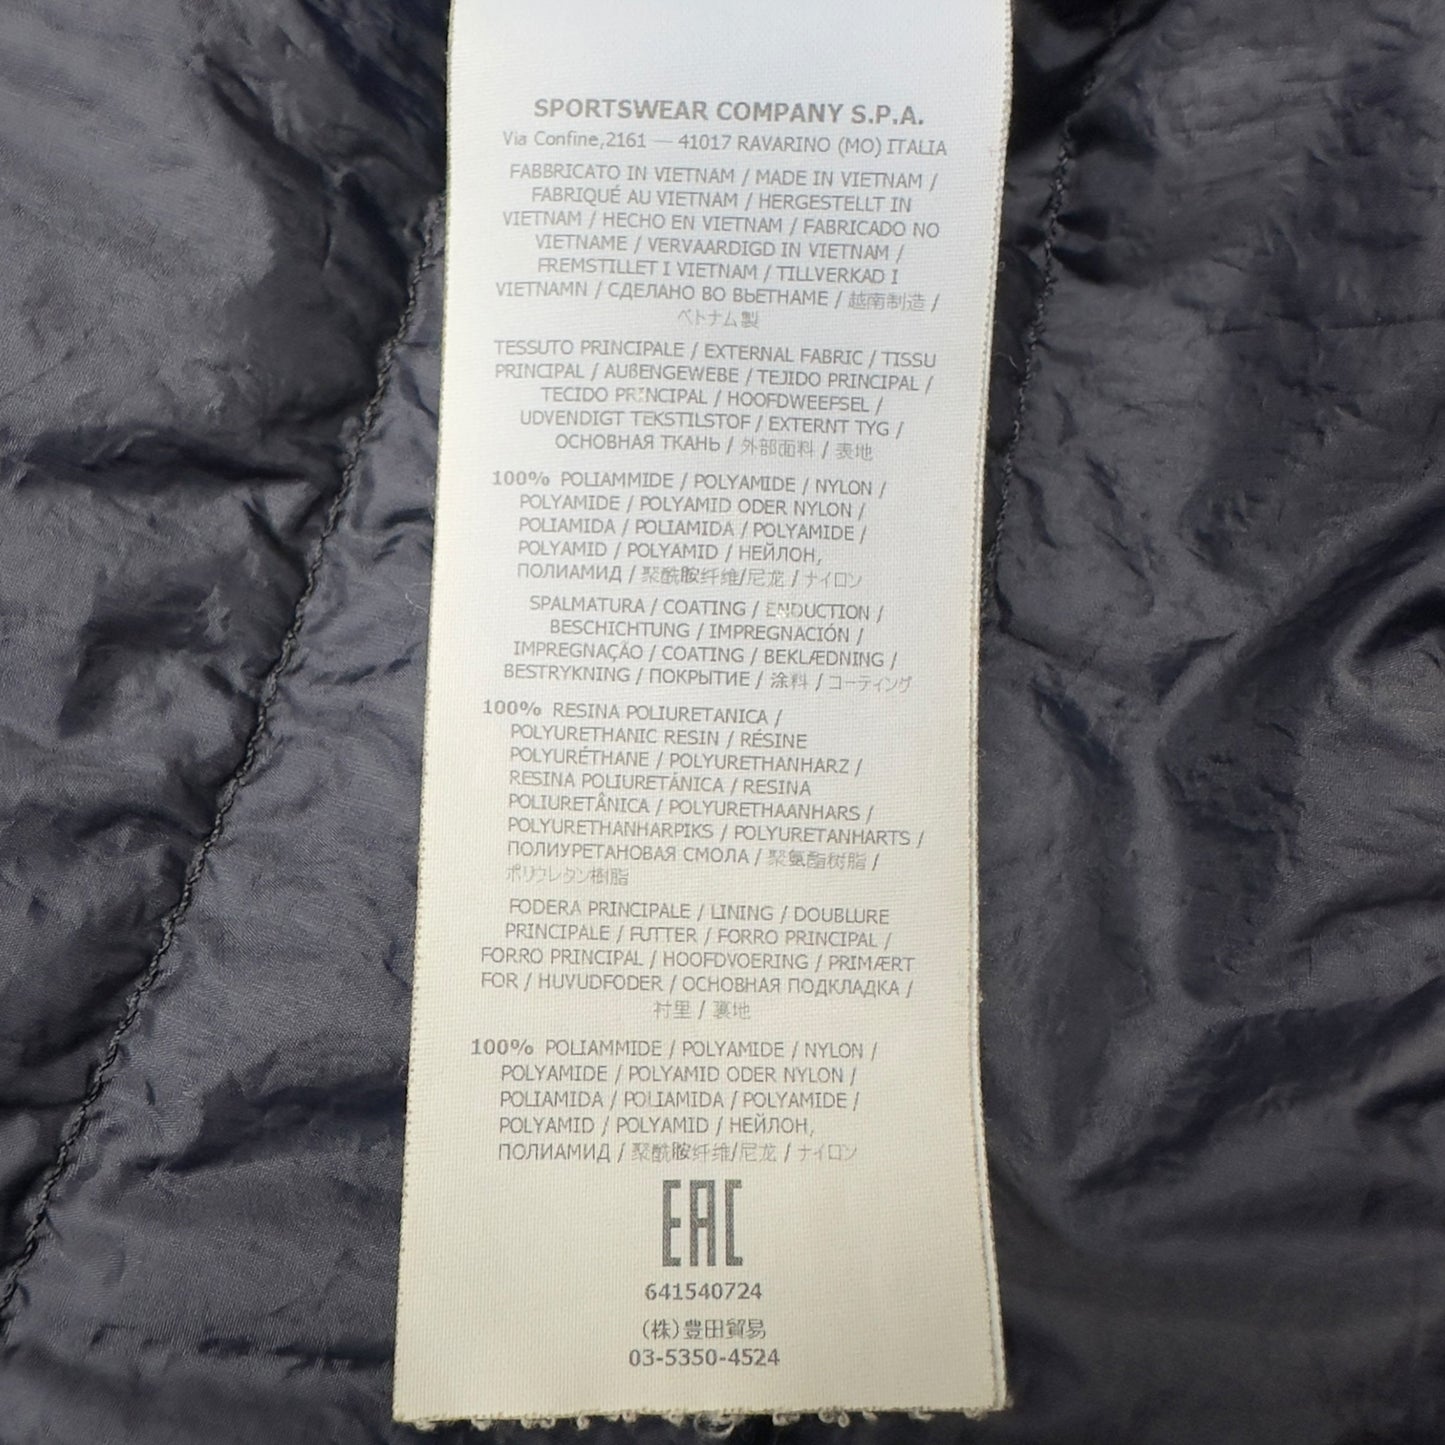 SPORTSWEAR COMPANY S.P.A.
Via Confine,2161 — 41017 RAVARINO (MO) ITALIA
FABBRICATO IN VIETNAM / MADE IN VIETNAM /
FABRIQUÉ AU VIETNAM / HERGESTELLT IN
VIETNAM / HECHO EN VIETNAM / FABRICADO NO
VIETNAME / VERVAARDIGD IN VIETNAM /
FREMSTILLET I VIETNAM / TILLVERKAD I
VIETNAMN / СДЕЛАНО ВО ВЬЕТНАМЕ / 越南制造 /
ベトナム製
TESSUTO PRINCIPALE / EXTERNAL FABRIC / TISSU
PRINCIPAL / AUßENGEWEBE / TEJIDO PRINCIPAL /
TECIDO PRINCIPAL / HOOFDWEEFSEL /
UDVENDIGT TEKSTILSTOF / EXTERNT TYG /
ОСНОВНАЯ ТКАНЬ / 外部面料 / 表地
100% POLIAMMIDE / POLYAMIDE / NYLON /
POLYAMIDE / POLYAMID ODER NYLON /
POLIAMIDA / POLIAMIDA / POLYAMIDE /
POLYAMID / POLYAMID / НЕЙЛОН,
ПОЛИАМИД / 聚酰胺纤维/尼龙 / ナイロン
SPALMATURA / COATING / ENDUCTION /
BESCHICHTUNG / IMPREGNACIÓN /
IMPREGNAÇÃO / COATING / BEKLÆDNING /
BESTRYKNING / ПОКРЫТИЕ / 涂料 / コーティング
100% RESINA POLIURETANICA /
POLYURETHANIC RESIN / RÉSINE
POLYURÉTHANE / POLYURETHANHARZ /
RESINA POLIURETÁNICA / RESINA
POLIURETÂNICA / POLYURETHAANHARS /
POLYURETHANHARPIKS / POLYURETANHARTS /
ПОЛИУРЕТАНОВАЯ СМОЛА / 聚氨酯树脂 /
ポリウレタン樹脂
FODERA PRINCIPALE / LINING / DOUBLURE
PRINCIPALE / FUTTER / FORRO PRINCIPAL /
FORRO PRINCIPAL / HOOFDVOERING / PRIMÆRT
FOR / HUVUDFODER / ОСНОВНАЯ ПОДКЛАДКА /
衬里 / 裏地
100% POLIAMMIDE / POLYAMIDE / NYLON /
POLYAMIDE / POLYAMID ODER NYLON /
POLIAMIDA / POLIAMIDA / POLYAMIDE /
POLYAMID / POLYAMID / НЕЙЛОН,
ПОЛИАМИД / 聚酰胺纤维/尼龙 / ナイロン
EAC
641540724
(株)豊田貿易
03-5350-4524